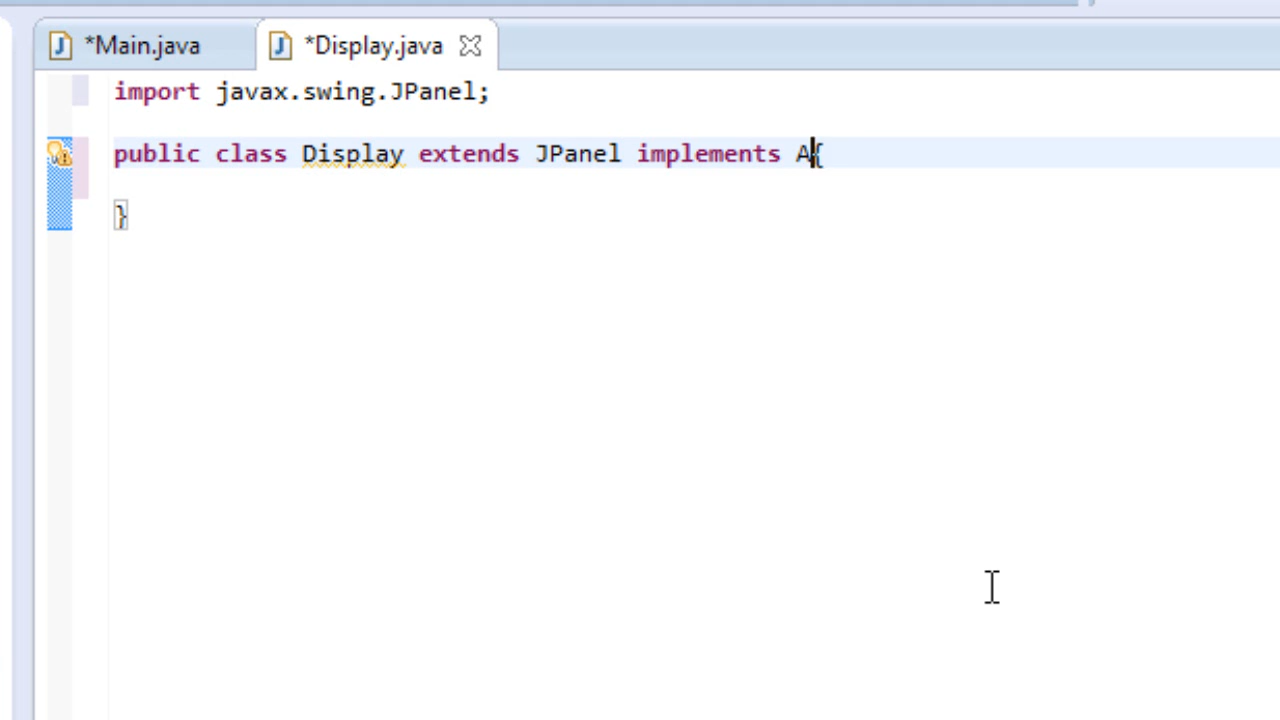 *Main.java
*Display.java
import javax.swing.JPanel;
public class Display extends JPanel implements A{
}